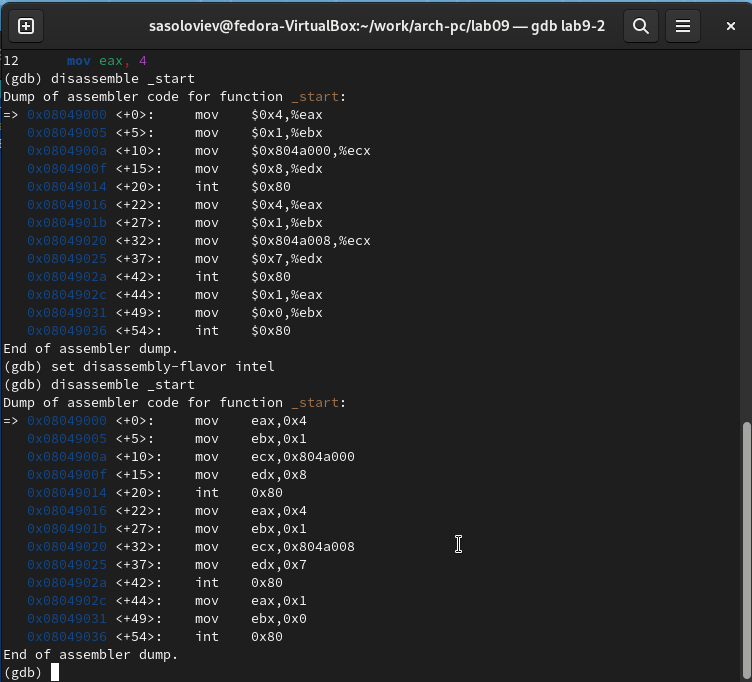 sasoloviev@fedora-VirtualBox:~/work/arch-pc/lab09 — gdb lab9-2
12      mov eax, 4
(gdb) disassemble _start
Dump of assembler code for function _start:
=> 0x08049000 <+0>:     mov    $0x4,%eax
   0x08049005 <+5>:     mov    $0x1,%ebx
   0x0804900a <+10>:    mov    $0x804a000,%ecx
   0x0804900f <+15>:    mov    $0x8,%edx
   0x08049014 <+20>:    int    $0x80
   0x08049016 <+22>:    mov    $0x4,%eax
   0x0804901b <+27>:    mov    $0x1,%ebx
   0x08049020 <+32>:    mov    $0x804a008,%ecx
   0x08049025 <+37>:    mov    $0x7,%edx
   0x0804902a <+42>:    int    $0x80
   0x0804902c <+44>:    mov    $0x1,%eax
   0x08049031 <+49>:    mov    $0x0,%ebx
   0x08049036 <+54>:    int    $0x80
End of assembler dump.
(gdb) set disassembly-flavor intel
(gdb) disassemble _start
Dump of assembler code for function _start:
=> 0x08049000 <+0>:     mov    eax,0x4
   0x08049005 <+5>:     mov    ebx,0x1
   0x0804900a <+10>:    mov    ecx,0x804a000
   0x0804900f <+15>:    mov    edx,0x8
   0x08049014 <+20>:    int    0x80
   0x08049016 <+22>:    mov    eax,0x4
   0x0804901b <+27>:    mov    ebx,0x1
   0x08049020 <+32>:    mov    ecx,0x804a008
   0x08049025 <+37>:    mov    edx,0x7
   0x0804902a <+42>:    int    0x80
   0x0804902c <+44>:    mov    eax,0x1
   0x08049031 <+49>:    mov    ebx,0x0
   0x08049036 <+54>:    int    0x80
End of assembler dump.
(gdb)